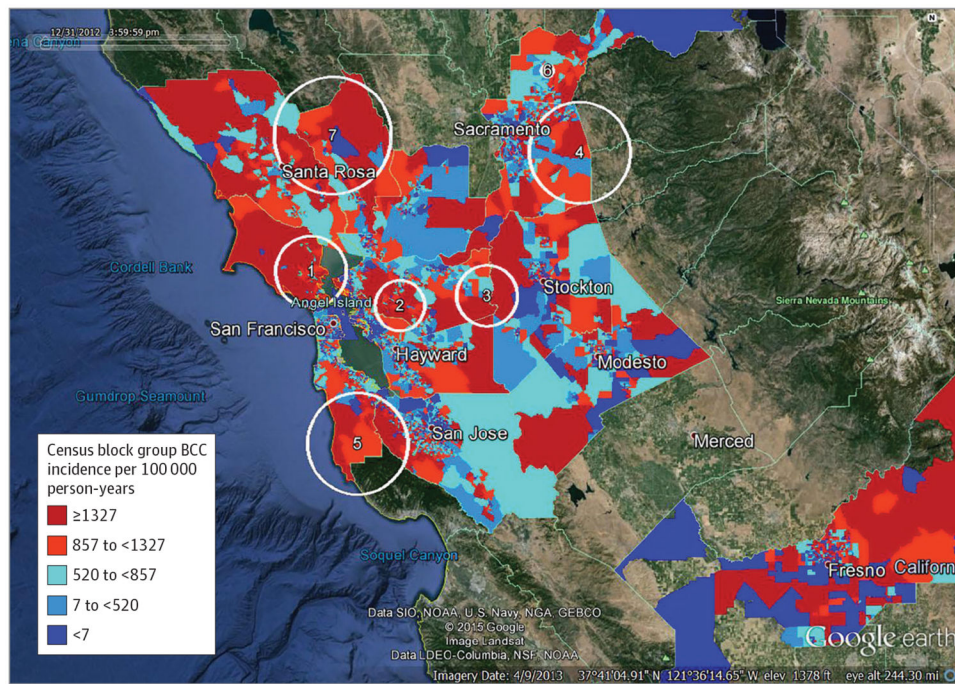 12/31/2012 3:59:59 pm
ena Canyon
N
6
Sacramento
7
4
Santa Rosa
Cordell Bank
1
Angel Island
2
3
Stockton
Sierra Nevada Mountains
San Francisco
Hayward
Modesto
Gumdrop Seamount
5
San Jose
Merced
Census block group BCC
incidence per 100 000
person-years
≥1327
857 to <1327
520 to <857
7 to <520
<7
Soquel Canyon
Fresno
Californ
Data SIO, NOAA, U.S. Navy, NGA, GEBCO
© 2015 Google
Image Landsat
Data LDEO-Columbia, NSF, NOAA
Google earth
Imagery Date: 4/9/2013 37°41'04.91" N 121°36'14.65" W elev 1378 ft eye alt 244.30 mi